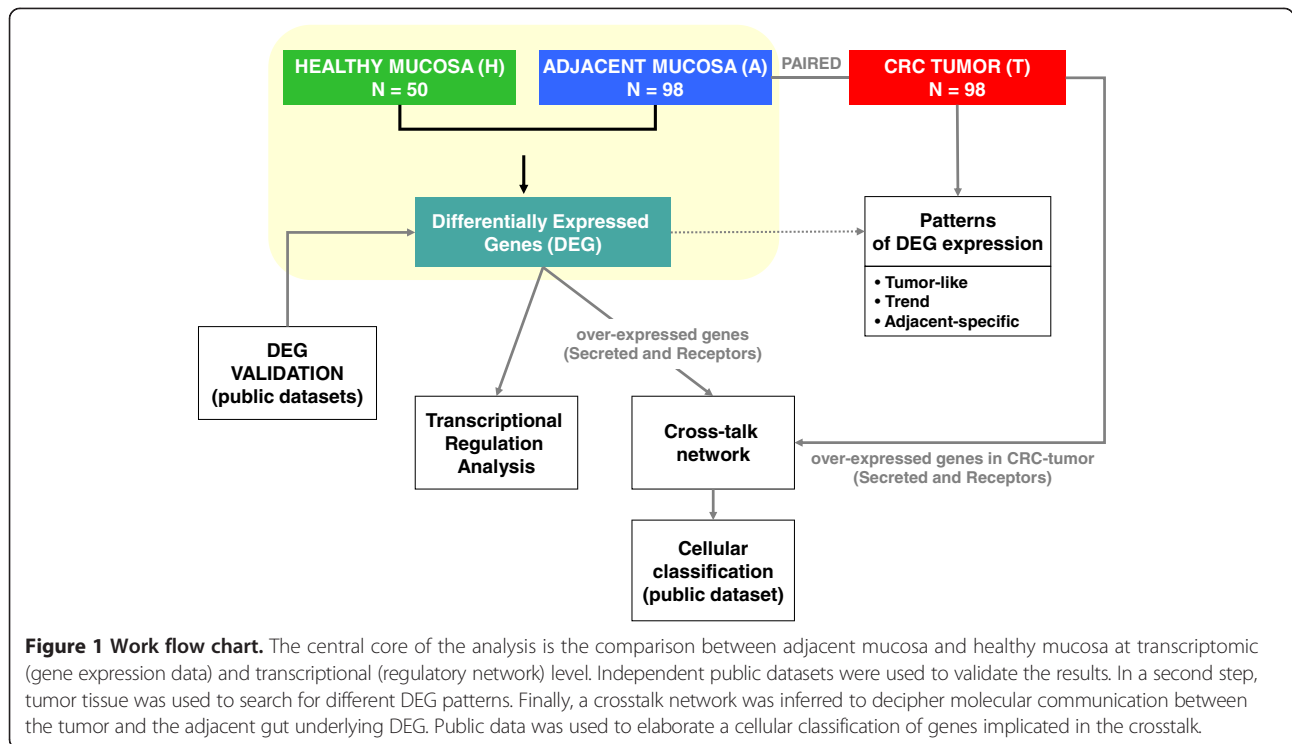 HEALTHY MUCOSA (H)
N = 50
ADJACENT MUCOSA (A)
N = 98
PAIRED
CRC TUMOR (T)
N = 98
Differentially Expressed
Genes (DEG)
Patterns
of DEG expression
• Tumor-like
• Trend
• Adjacent-specific
DEG
VALIDATION
(public datasets)
over-expressed genes
(Secreted and Receptors)
Transcriptional
Regulation
Analysis
Cross-talk
network
over-expressed genes in CRC-tumor
(Secreted and Receptors)
Cellular
classification
(public dataset)
Figure 1 Work flow chart. The central core of the analysis is the comparison between adjacent mucosa and healthy mucosa at transcriptomic
(gene expression data) and transcriptional (regulatory network) level. Independent public datasets were used to validate the results. In a second step,
tumor tissue was used to search for different DEG patterns. Finally, a crosstalk network was inferred to decipher molecular communication between
the tumor and the adjacent gut underlying DEG. Public data was used to elaborate a cellular classification of genes implicated in the crosstalk.